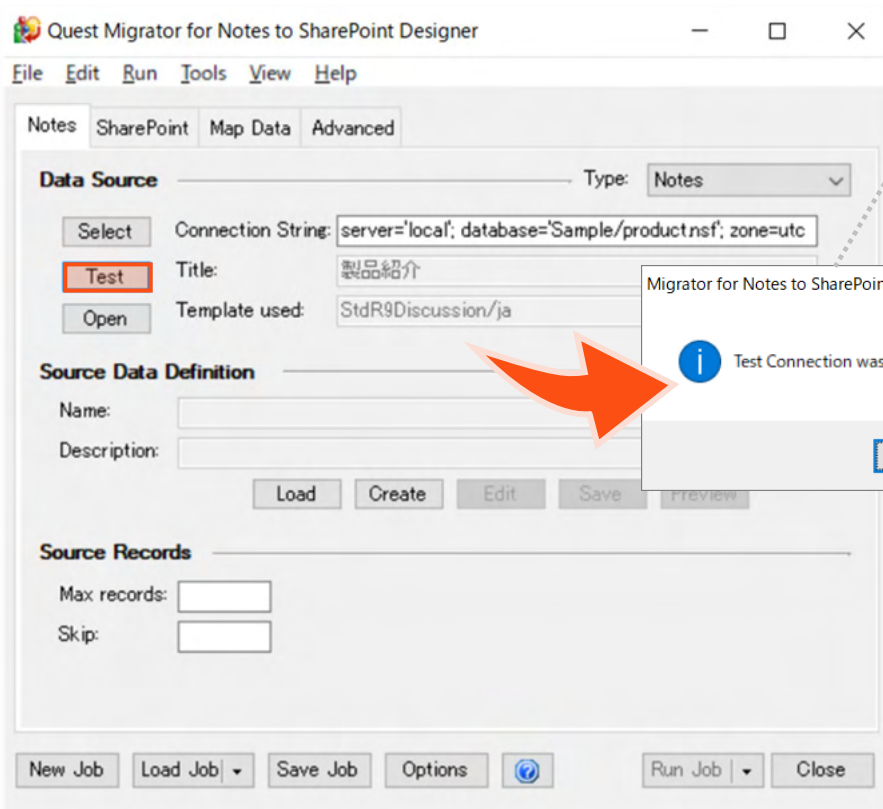 Quest Migrator for Notes to SharePoint Designer
File Edit Run Tools View Help
Notes SharePoint Map Data Advanced
Data Source Type: Notes
Select Connection String: server='local'; database='Sample/product.nsf'; zone=utc
Test Title: 製品紹介
Migrator for Notes to SharePoin
Open Template used: StdR9Discussion/ja
Test Connection was
Source Data Definition
Name:
Description:
Load Create Edit Save Preview
Source Records
Max records:
Skip:
New Job Load Job Save Job Options Run Job Close